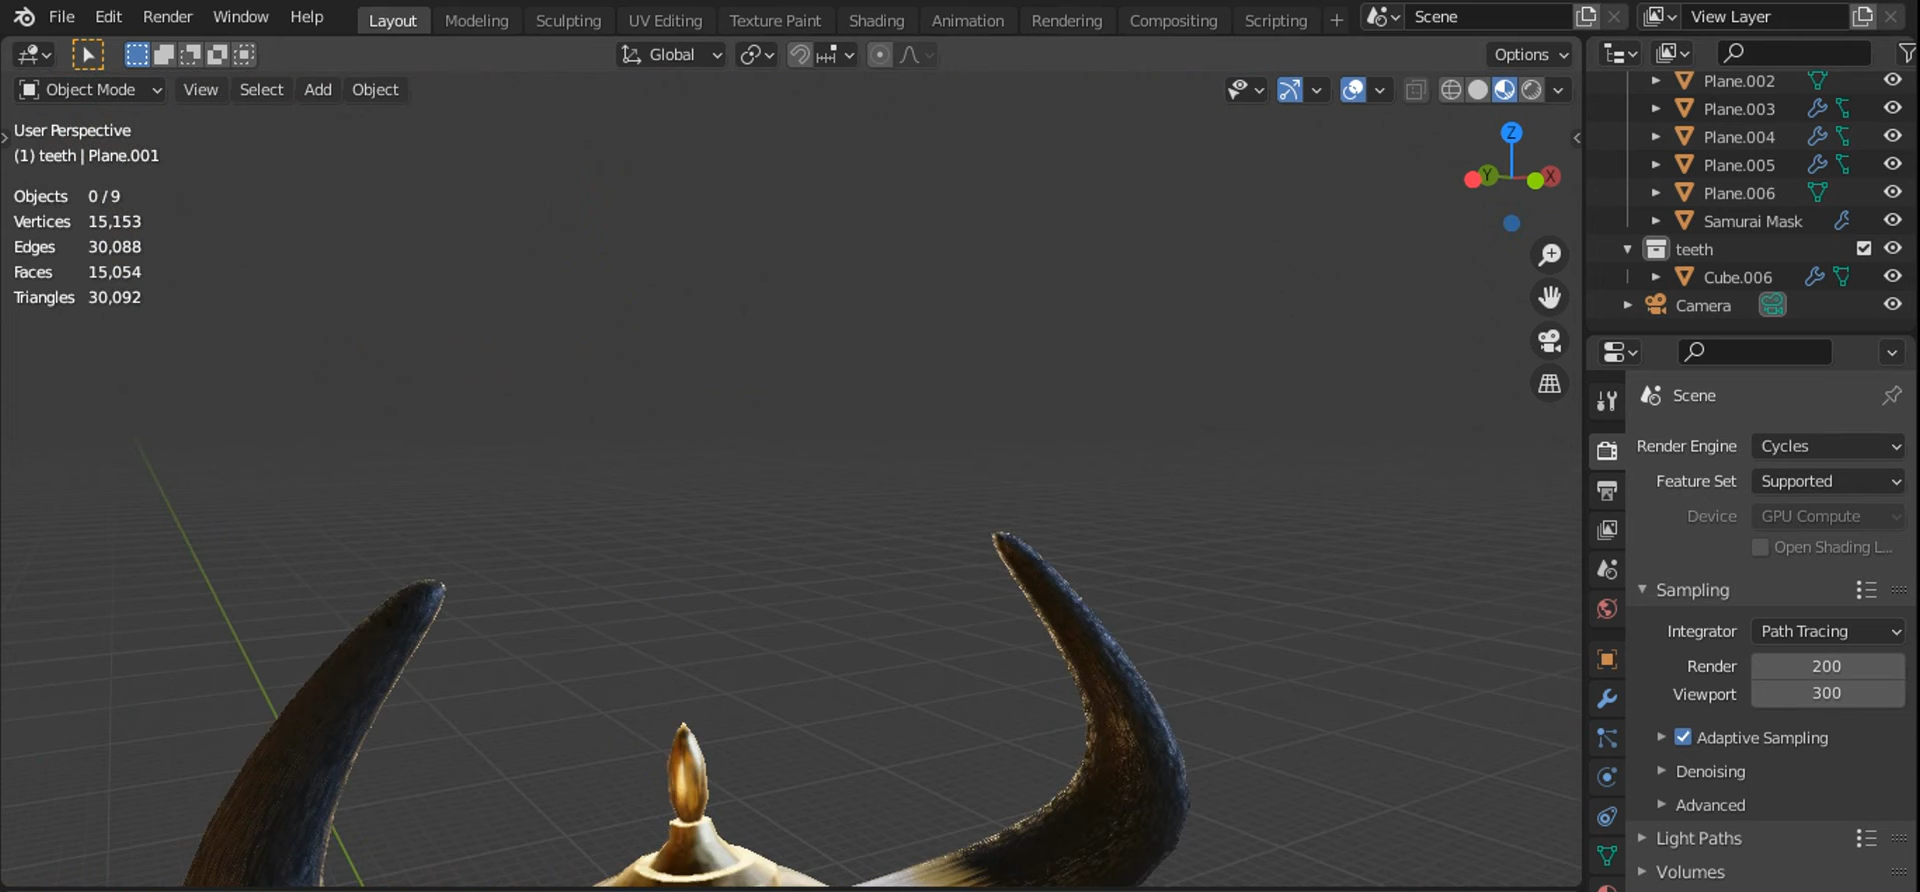 File Edit Render Window Help Layout Modeling Sculpting UV Editing Texture Paint Shading Animation Rendering Compositing Scripting + Scene View Layer
Global Options
Object Mode View Select Add Object
User Perspective
(1) teeth | Plane.001
Objects 0 / 9
Vertices 15,153
Edges 30,088
Faces 15,054
Triangles 30,092
Z
Y X
Plane.002
Plane.003
Plane.004
Plane.005
Plane.006
Samurai Mask
teeth
Cube.006
Camera
Scene
Render Engine Cycles
Feature Set Supported
Device GPU Compute
Open Shading L...
Sampling
Integrator Path Tracing
Render 200
Viewport 300
Adaptive Sampling
Denoising
Advanced
Light Paths
Volumes